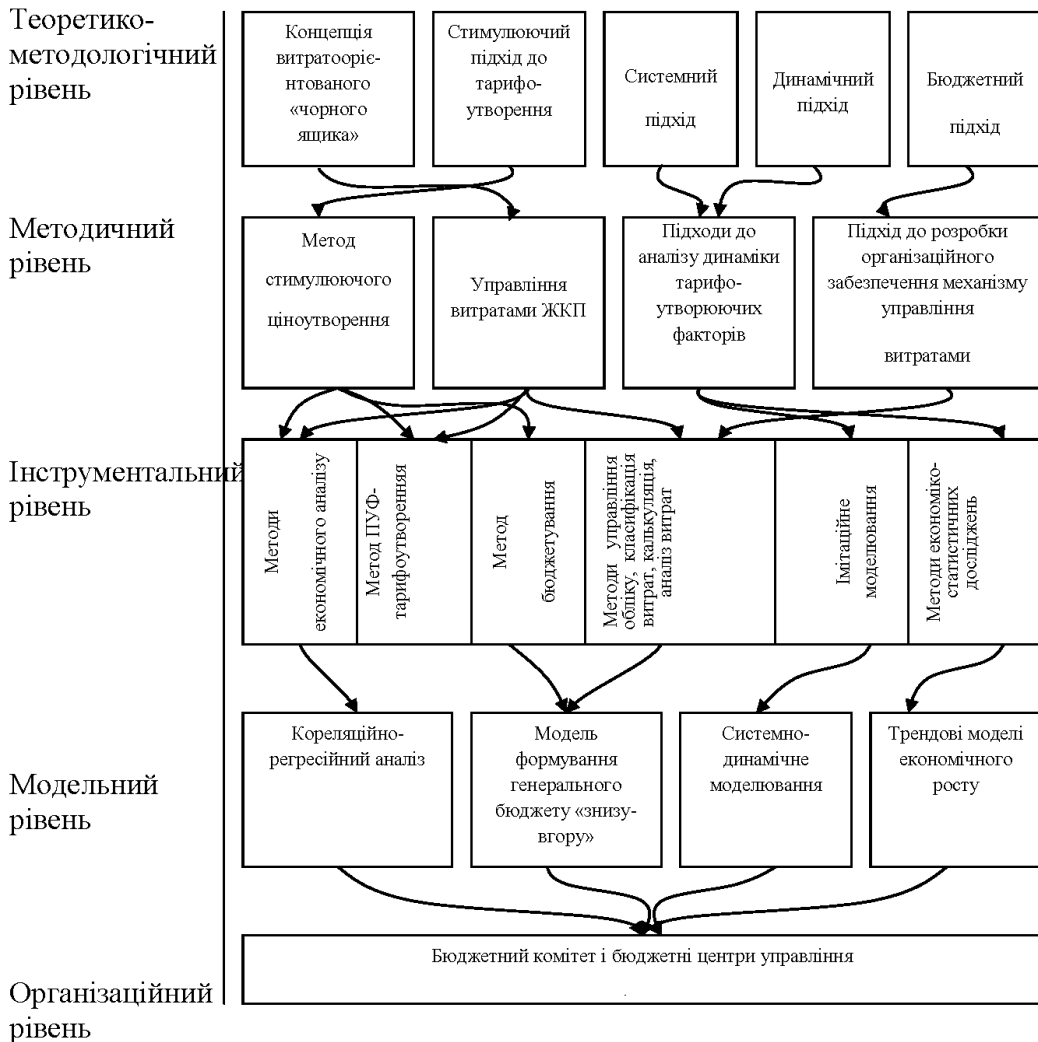 Теоретико-
методологічний
рівень
Концепція
витратоорієн-
нтованого
«чорного
ящика»
Стимулюючий
підхід до
тарифо-
утворення
Системний
підхід
Динамічний
підхід
Бюджетний
підхід
Методичний
рівень
Метод
стимулюючого
ціноутворення
Управління
витратами ЖКП
Підходи до
аналізу динаміки
тарифо-
утворюючих
факторів
Підхід до розробки
організаційного
забезпечення механізму
управління
витратами
Інструментальний
рівень
Методи
економічного аналізу
Метод ПУФ-
тарифоутворенняя
Метод
бюджетування
Методи управління
обліку, класифікація
витрат, калькуляція,
аналіз витрат
Імітаційне
моделювання
Методи економіко-
статистичних
досліджень
Модельний
рівень
Кореляційно-
регресійний аналіз
Модель
формування
генерального
бюджету «знизу-
вгору»
Системно-
динамічне
моделювання
Трендові моделі
економічного
росту
Організаційний
рівень
Бюджетний комітет і бюджетні центри управління